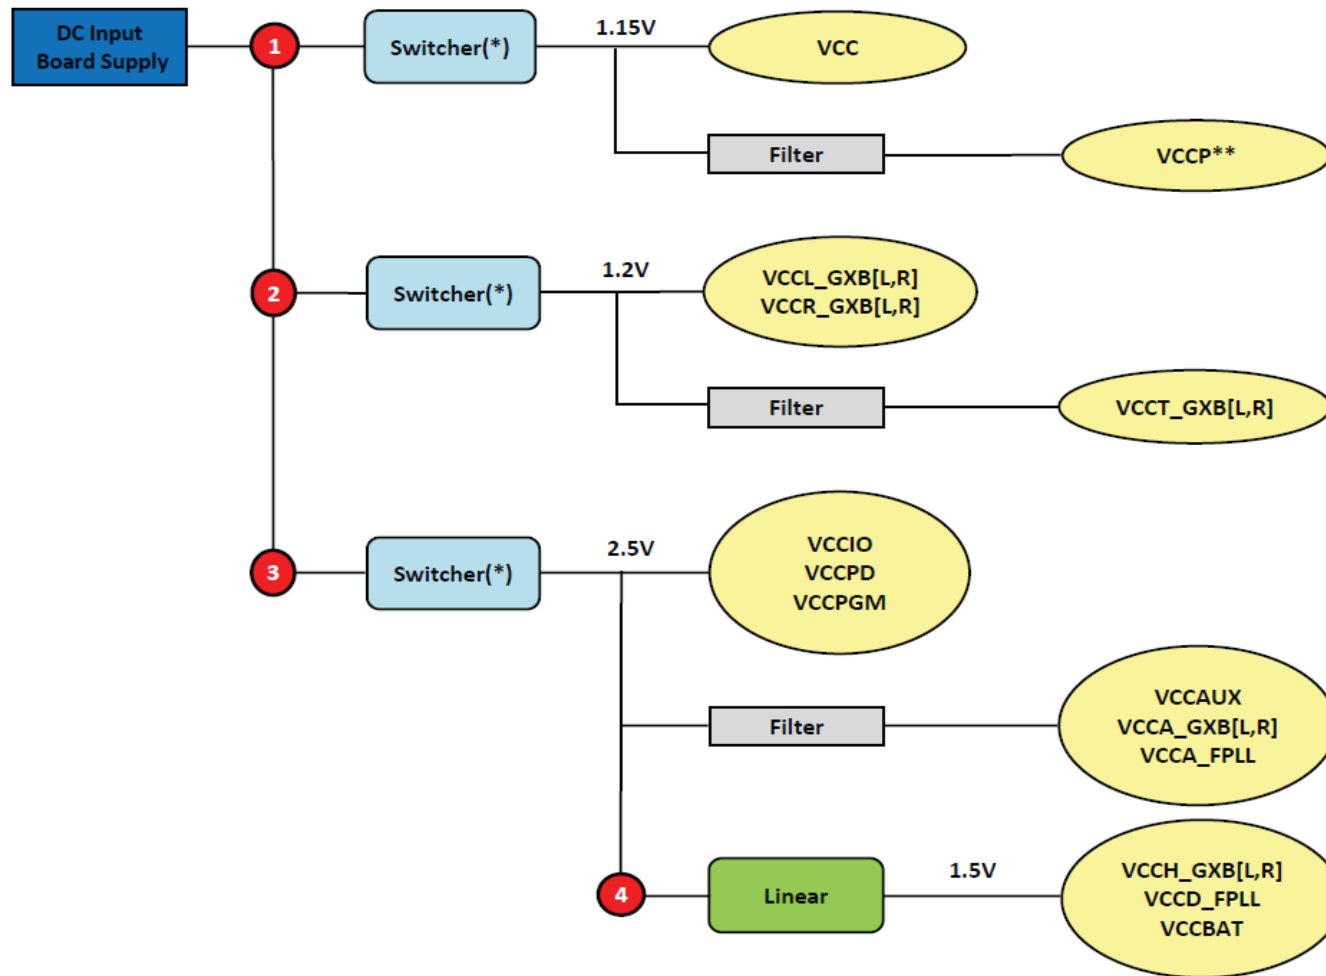 DC Input
Board Supply
1
Switcher(*)
1.15V
VCC
Filter
VCCP**
2
Switcher(*)
1.2V
VCCL_GXB[L,R]
VCCR_GXB[L,R]
Filter
VCCT_GXB[L,R]
3
Switcher(*)
2.5V
VCCIO
VCCPD
VCCPGM
Filter
VCCAUX
VCCA_GXB[L,R]
VCCA_FPLL
4
Linear
1.5V
VCCH_GXB[L,R]
VCCD_FPLL
VCCBAT